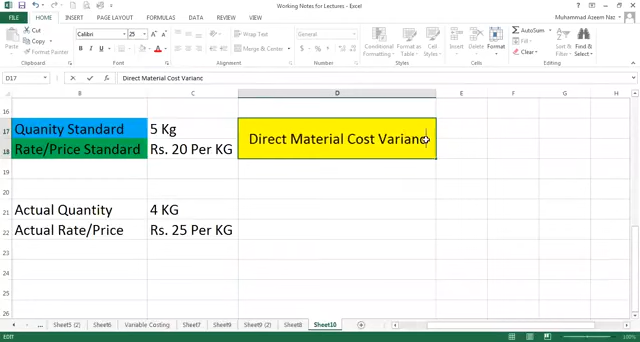 Working Notes for Lectures - Excel
Muhammad Azeem Naz
FILE HOME INSERT PAGE LAYOUT FORMULAS DATA REVIEW VIEW
Cut
Copy
Format Painter
Paste
Clipboard
Calibri 25
B I U
Font
Wrap Text
Merge & Center
Alignment
General
Number
Conditional Formatting
Format as Table
Cell Styles
Styles
Insert Delete Format
Cells
AutoSum
Fill
Clear
Sort & Filter
Find & Select
Editing
D17 fx Direct Material Cost Varianc
B C D E F G H
16
17 Quanity Standard 5 Kg
Direct Material Cost Varianc
18 Rate/Price Standard Rs. 20 Per KG
19
20
21 Actual Quantity 4 KG
22 Actual Rate/Price Rs. 25 Per KG
23
24
25
26
... Sheet5 (2) Sheet6 Variable Costing Sheet7 Sheet9 Sheet9 (2) Sheet8 Sheet10
EDIT 100%